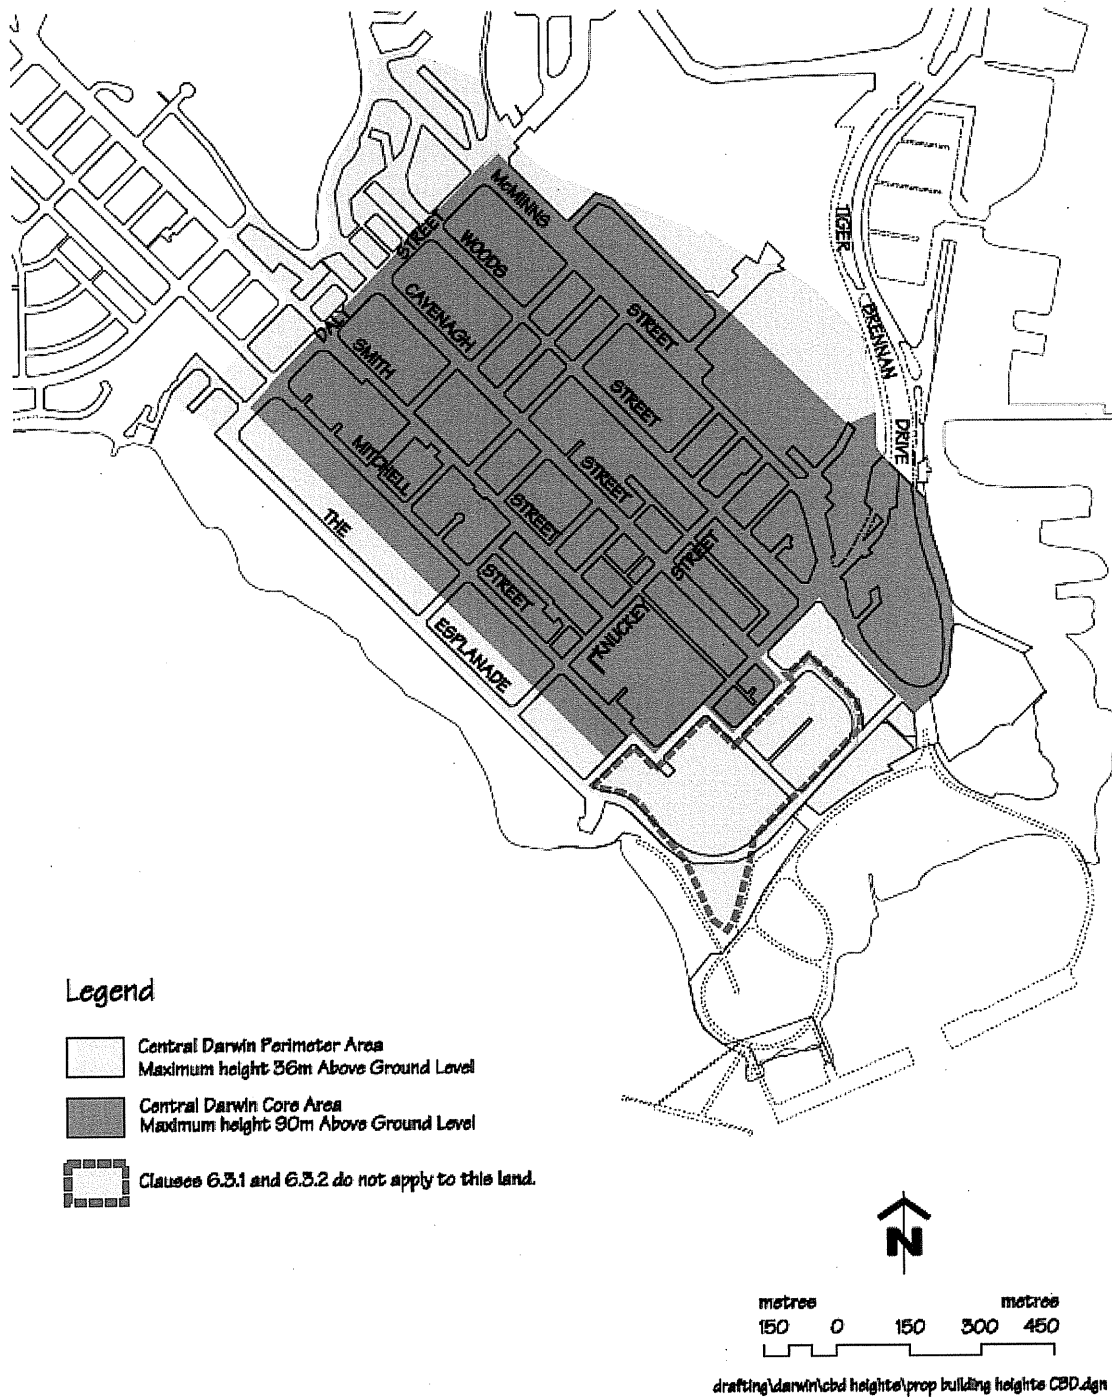 McMINNS
WOODS
STREET
CAVENAGH
DALY
SMITH
STREET
STREET
MITCHELL
STREET
STREET
STREET
THE
STREET
ESPLANADE
KNUCKEY
TIGER
BRENNAN
DRIVE
Legend
Central Darwin Perimeter Area
Maximum height 36m Above Ground Level
Central Darwin Core Area
Maximum height 90m Above Ground Level
Clauses 6.3.1 and 6.3.2 do not apply to this land.
N
metres metres
150 0 150 300 450
drafting\darwin\cbd heights\prop building heights CBD.dgn